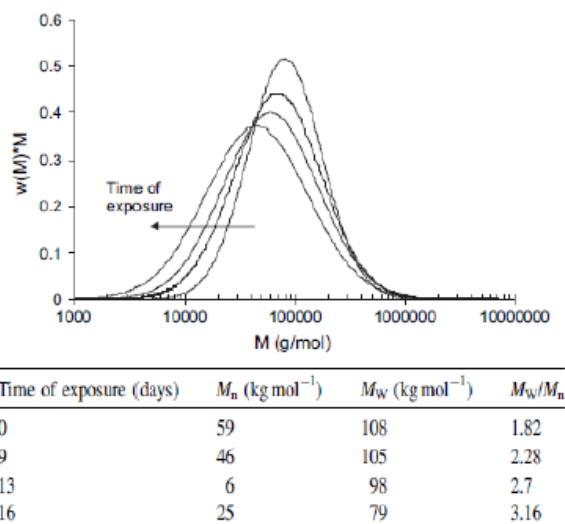 0.6
0.5
0.4
0.3
0.2
0.1
0
w(M)*M
Time of
exposure
1000 10000 100000 1000000 10000000
M (g/mol)
Time of exposure (days) Mn (kg mol−1) MW (kg mol−1) MW/Mn
0 59 108 1.82
9 46 105 2.28
13 6 98 2.7
16 25 79 3.16